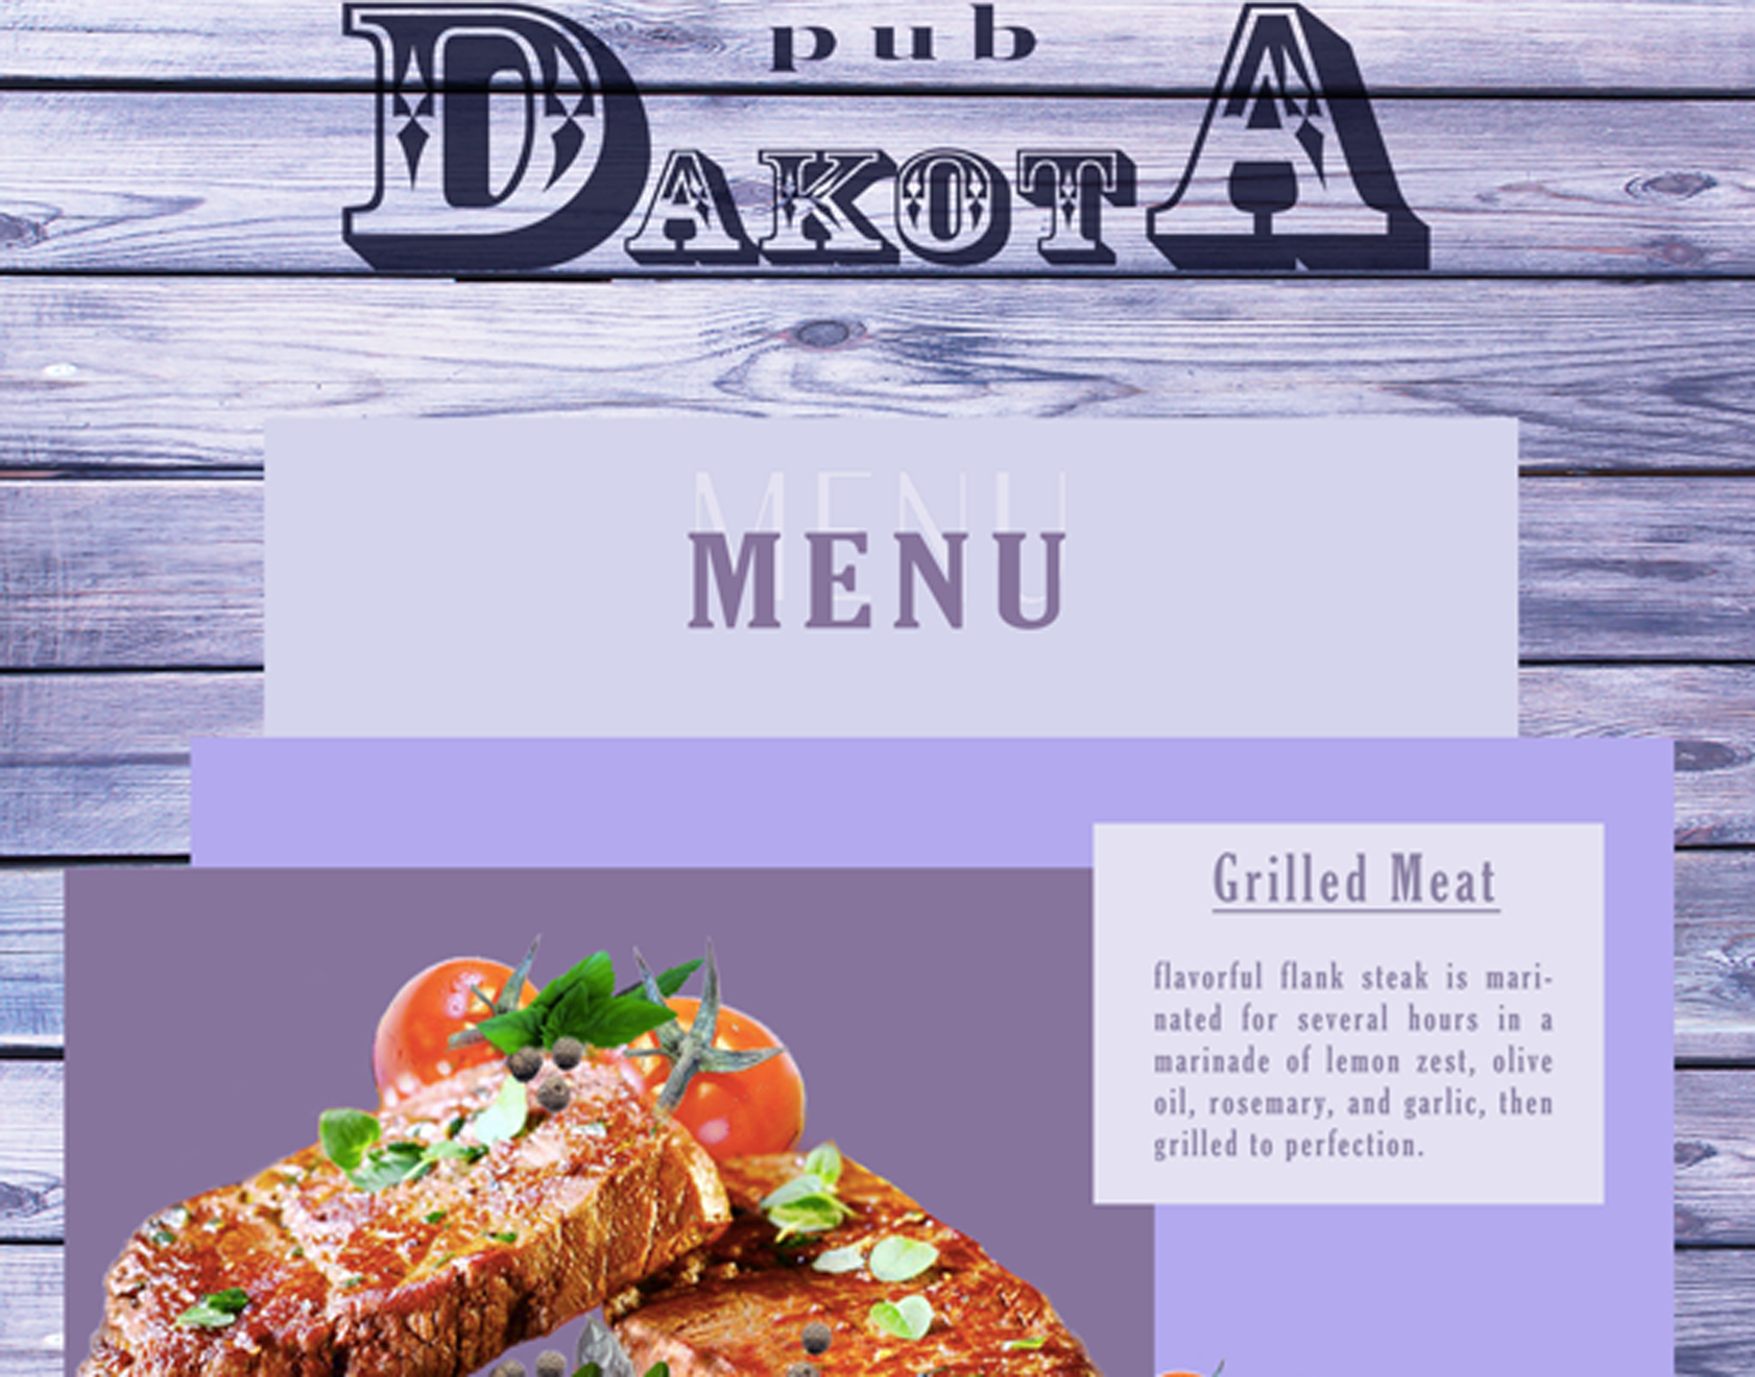 pub
DAKOTA
MENU
MENU
Grilled Meat
flavorful flank steak is mari-
nated for several hours in a
marinade of lemon zest, olive
oil, rosemary, and garlic, then
grilled to perfection.